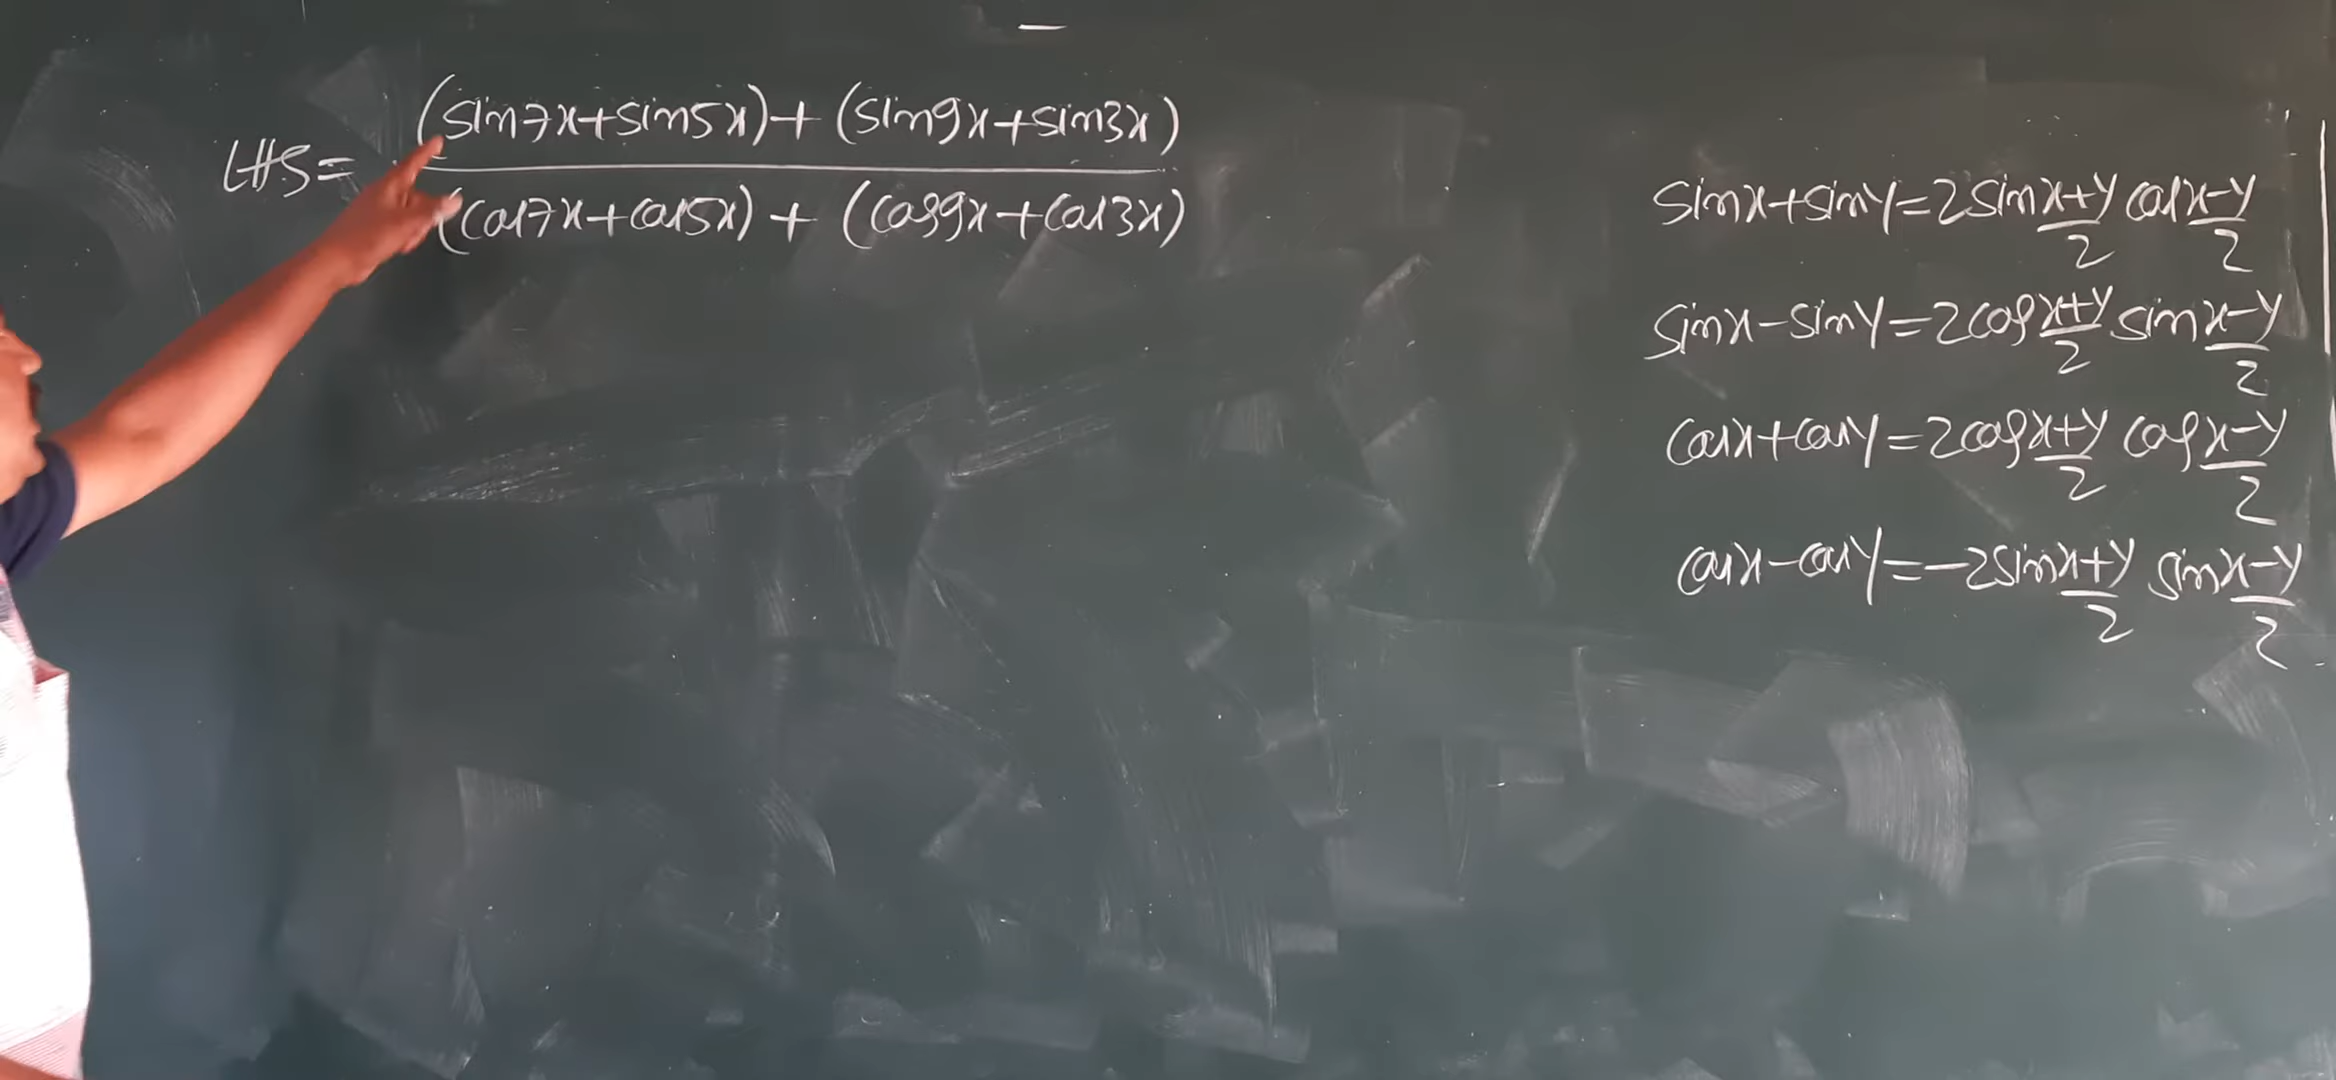 LHS = (sin7x+sin5x)+(sin9x+sin3x) / (cos7x+cos5x)+(cos9x+cos3x)
sinx+siny=2sin x+y/2 cos x-y/2
sinx-siny=2cos x+y/2 sin x-y/2
cosx+cosy=2cos x+y/2 cos x-y/2
cosx-cosy=-2sin x+y/2 sin x-y/2